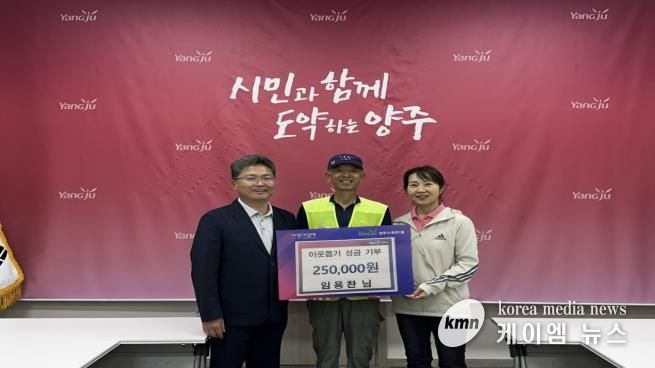 YangJu
YangJu
YangJu
YangJu
YangJu
시민과 함께
도약하는 양주
YangJu
YangJu
YangJu
YangJu
YangJu
YangJu
이웃돕기 성금 기부
250,000원
임용찬 님
kmn
korea media news
케이엠_뉴스